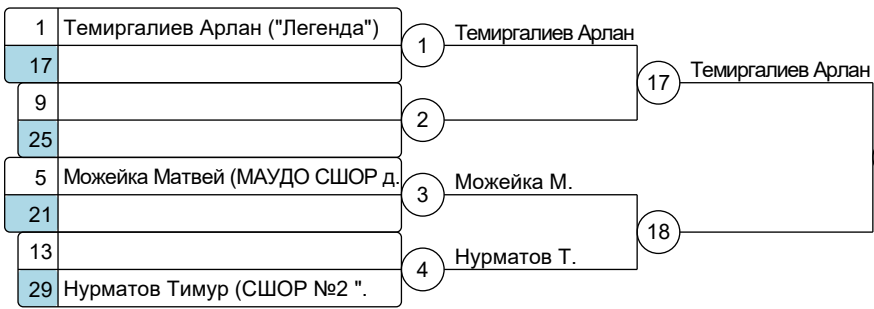 1 Темиргалиев Арлан ("Легенда")
17
1 Темиргалиев Арлан
9
25
2
17 Темиргалиев Арлан
5 Можейка Матвей (МАУДО СШОР д.
21
3 Можейка М.
13
29 Нурматов Тимур (СШОР №2 ".
4 Нурматов Т.
18